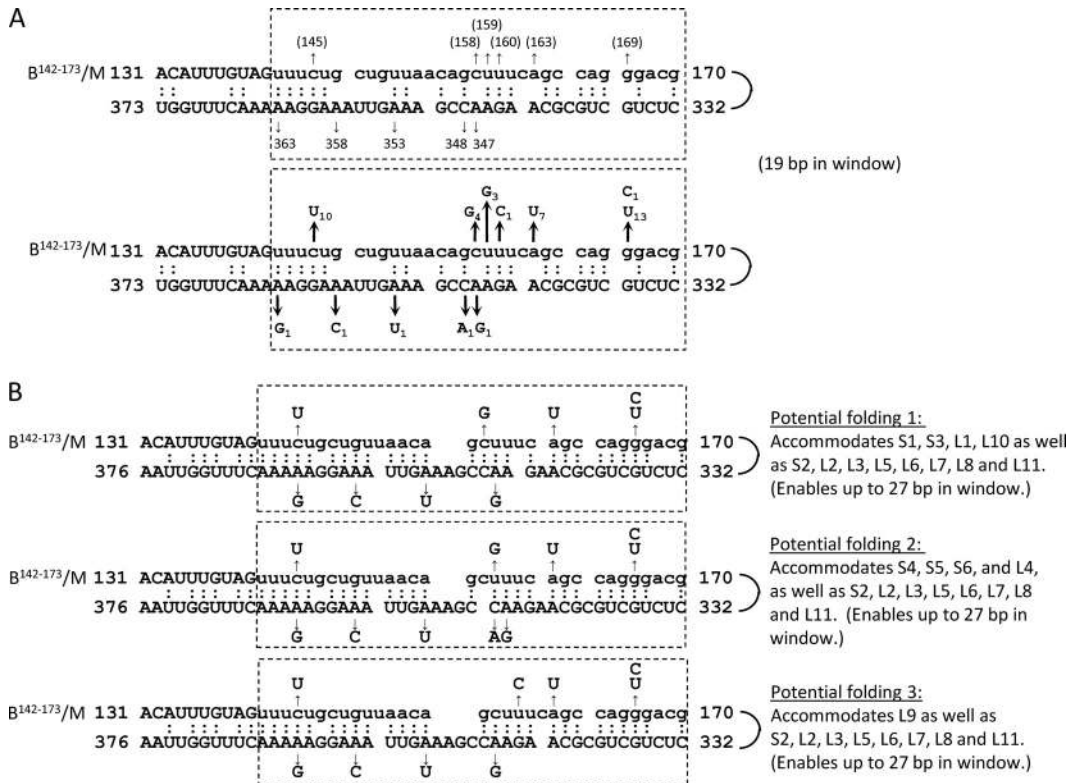 A
(159)
(145) (158) (160) (163) (169)
B142-173/M 131 ACAUUUGUAGuuucugcuguuaacagcuuucagc cag ggacg 170
373 UGGUUUCAAAAAGGAAAUUGAAA GCCAAGA ACGCGUC GUCUC 332
363 358 353 348 347
(19 bp in window)
G3 C1
U10 G4 C1 U7 U13
B142-173/M 131 ACAUUUGUAGuuucug cuguuaacagcuuucagc cag ggacg 170
373 UGGUUUCAAAAAGGAAAUUGAAA GCCAAGA ACGCGUC GUCUC 332
G1 C1 U1 A1G1
B
C
U G U U
B142-173/M 131 ACAUUUGUAGuuucugcuguuaaca gcuuuc agc cagggacg 170
376 AAUUGGUUUCAAAAAGGAAA UUGAAAGCCAA GAACGCGUCGUCUC 332
G C U G
Potential folding 1:
Accommodates S1, S3, L1, L10 as well
as S2, L2, L3, L5, L6, L7, L8 and L11.
(Enables up to 27 bp in window.)
C
U G U U
B142-173/M 131 ACAUUUGUAGuuucugcuguuaaca gcuuuc agc cagggacg 170
376 AAUUGGUUUCAAAAAGGAAA UUGAAAGC CAAGAACGCGUCGUCUC 332
G C U AG
Potential folding 2:
Accommodates S4, S5, S6, and L4,
as well as S2, L2, L3, L5, L6, L7, L8
and L11. (Enables up to 27 bp in
window.)
C
U C U U
B142-173/M 131 ACAUUUGUAGuuucugcuguuaaca gcuuucagc cagggacg 170
376 AAUUGGUUUCAAAAAGGAAA UUGAAAGCCAAGA ACGCGUCGUCUC 332
G C U G
Potential folding 3:
Accommodates L9 as well as
S2, L2, L3, L5, L6, L7, L8 and L11.
(Enables up to 27 bp in window.)